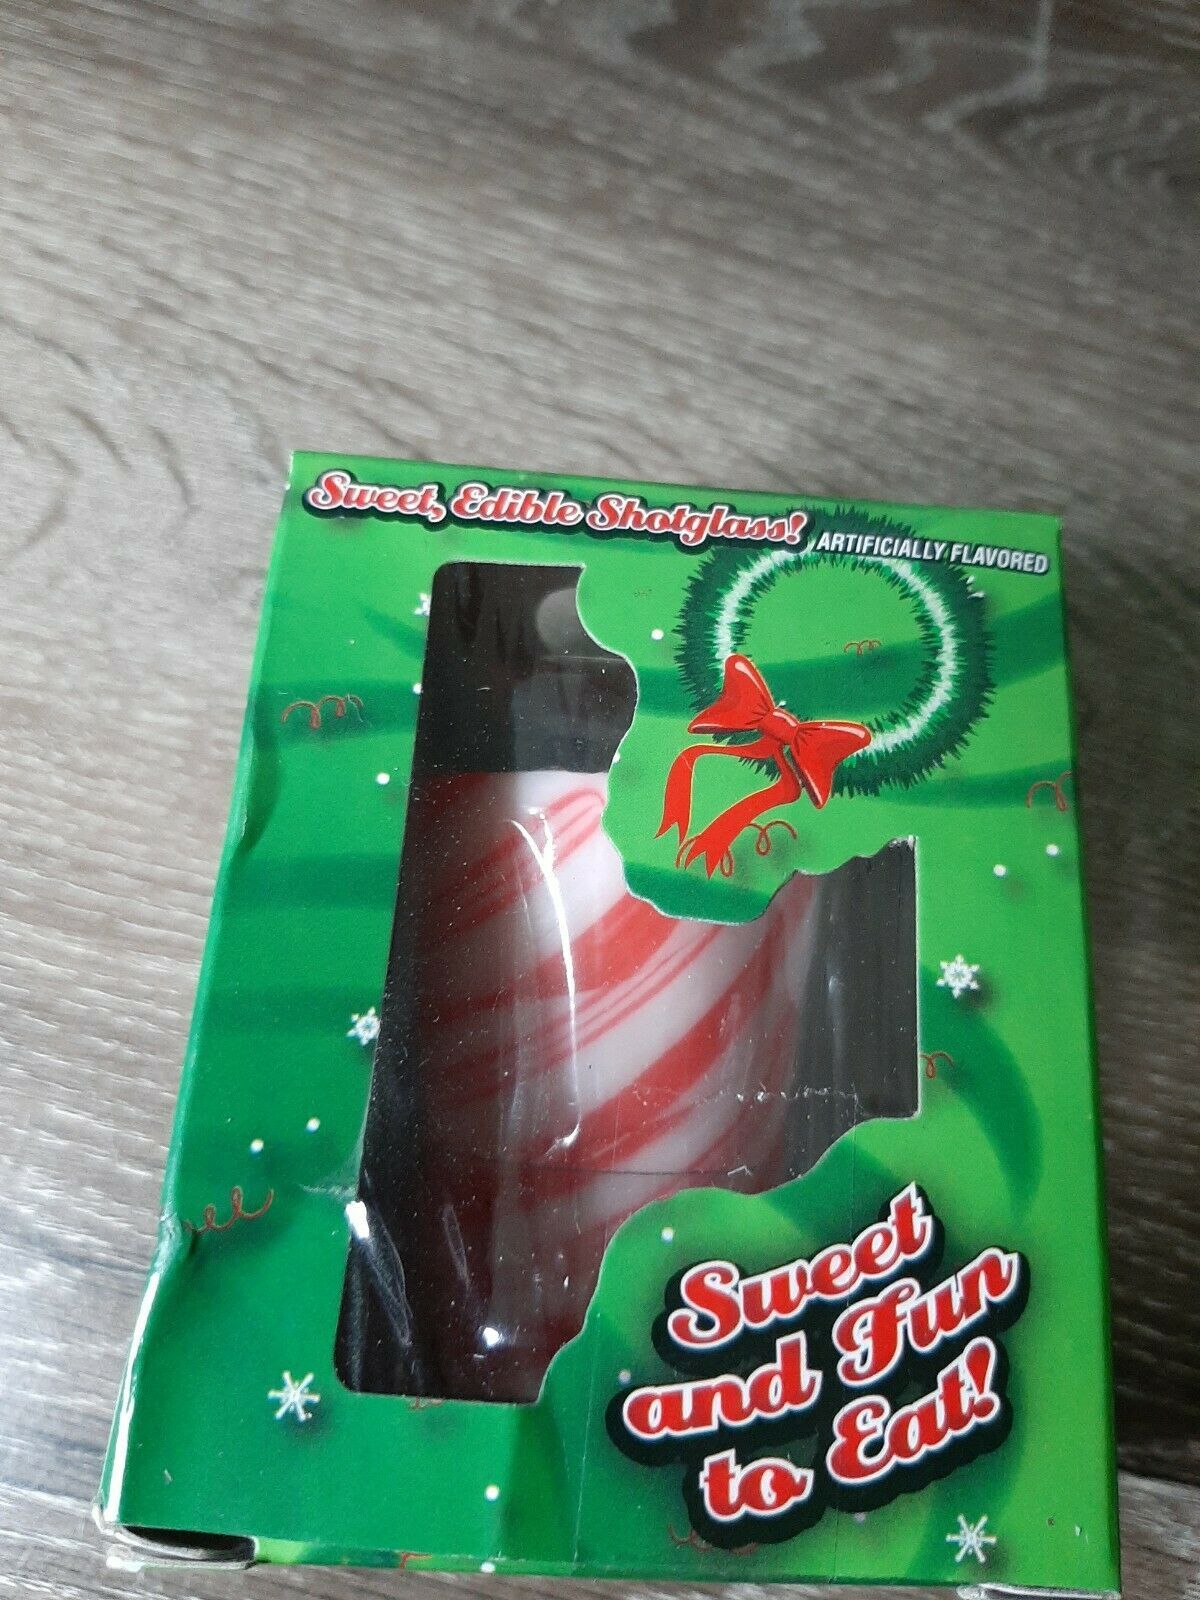 Sweet, Edible Shotglass!
ARTIFICIALLY FLAVORED
Sweet
and Fun
to Eat!